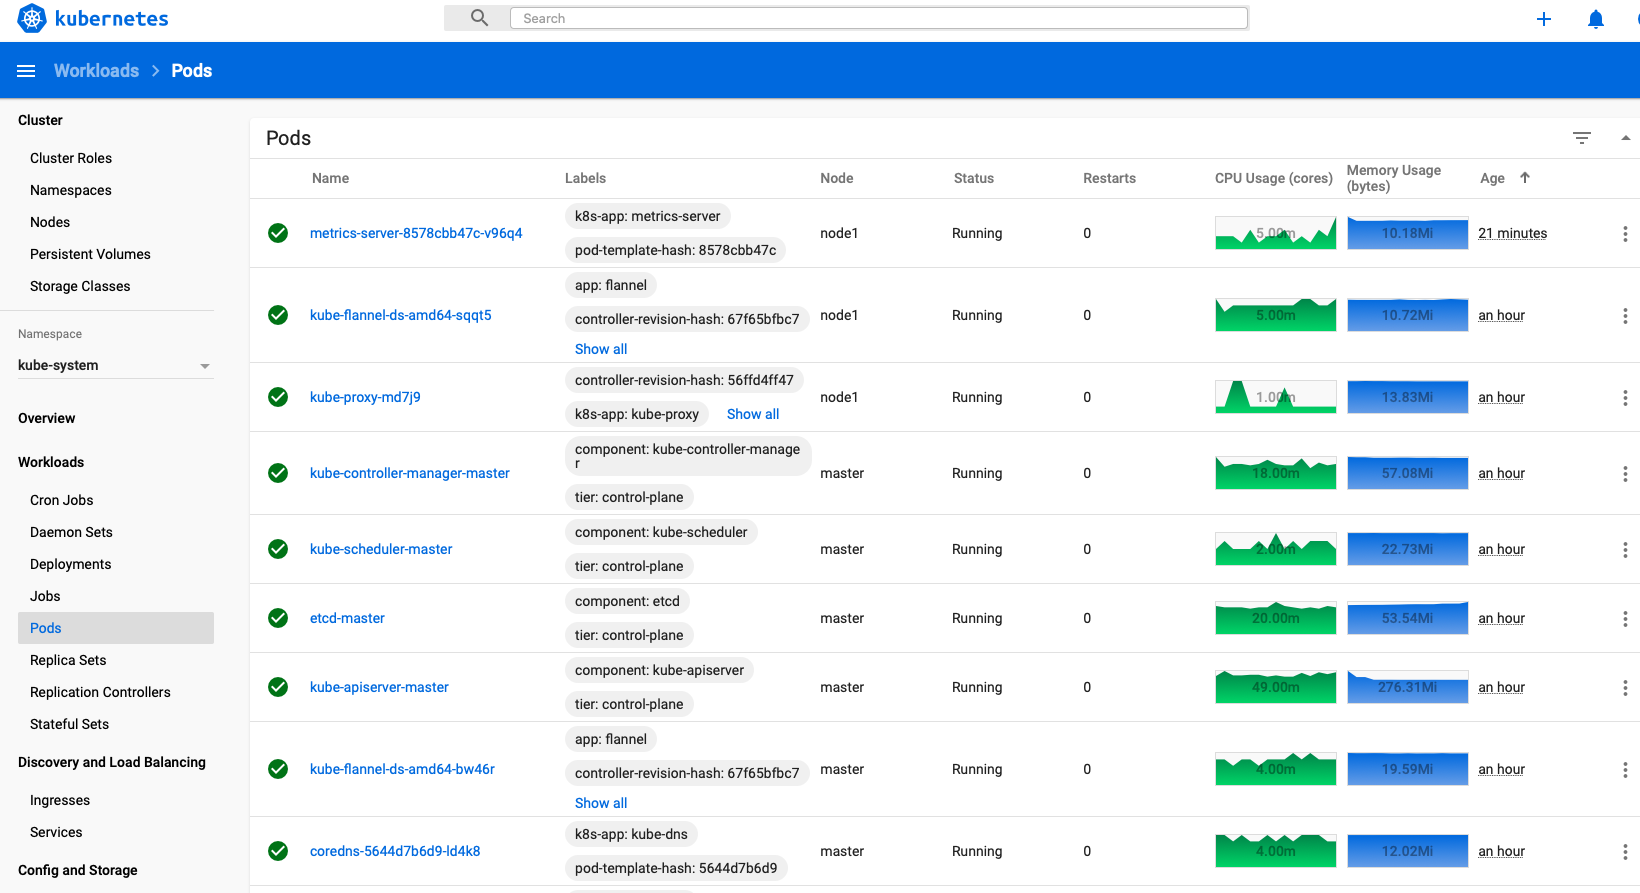 kubernetes
Search
Workloads > Pods
Cluster
Cluster Roles
Namespaces
Nodes
Persistent Volumes
Storage Classes
Namespace
kube-system
Overview
Workloads
Cron Jobs
Daemon Sets
Deployments
Jobs
Pods
Replica Sets
Replication Controllers
Stateful Sets
Discovery and Load Balancing
Ingresses
Services
Config and Storage
Pods
Name Labels Node Status Restarts CPU Usage (cores) Memory Usage (bytes) Age
k8s-app: metrics-server
metrics-server-8578cbb47c-v96q4 node1 Running 0 5.00m 10.18Mi 21 minutes
pod-template-hash: 8578cbb47c
app: flannel
kube-flannel-ds-amd64-sqqt5 controller-revision-hash: 67f65bfbc7 node1 Running 0 5.00m 10.72Mi an hour
Show all
controller-revision-hash: 56ffd4ff47
kube-proxy-md7j9 node1 Running 0 1.00m 13.83Mi an hour
k8s-app: kube-proxy Show all
component: kube-controller-manage
r
kube-controller-manager-master master Running 0 18.00m 57.08Mi an hour
tier: control-plane
component: kube-scheduler
kube-scheduler-master master Running 0 2.00m 22.73Mi an hour
tier: control-plane
component: etcd
etcd-master master Running 0 20.00m 53.54Mi an hour
tier: control-plane
component: kube-apiserver
kube-apiserver-master master Running 0 49.00m 276.31Mi an hour
tier: control-plane
app: flannel
kube-flannel-ds-amd64-bw46r controller-revision-hash: 67f65bfbc7 master Running 0 4.00m 19.59Mi an hour
Show all
k8s-app: kube-dns
coredns-5644d7b6d9-ld4k8 master Running 0 4.00m 12.02Mi an hour
pod-template-hash: 5644d7b6d9